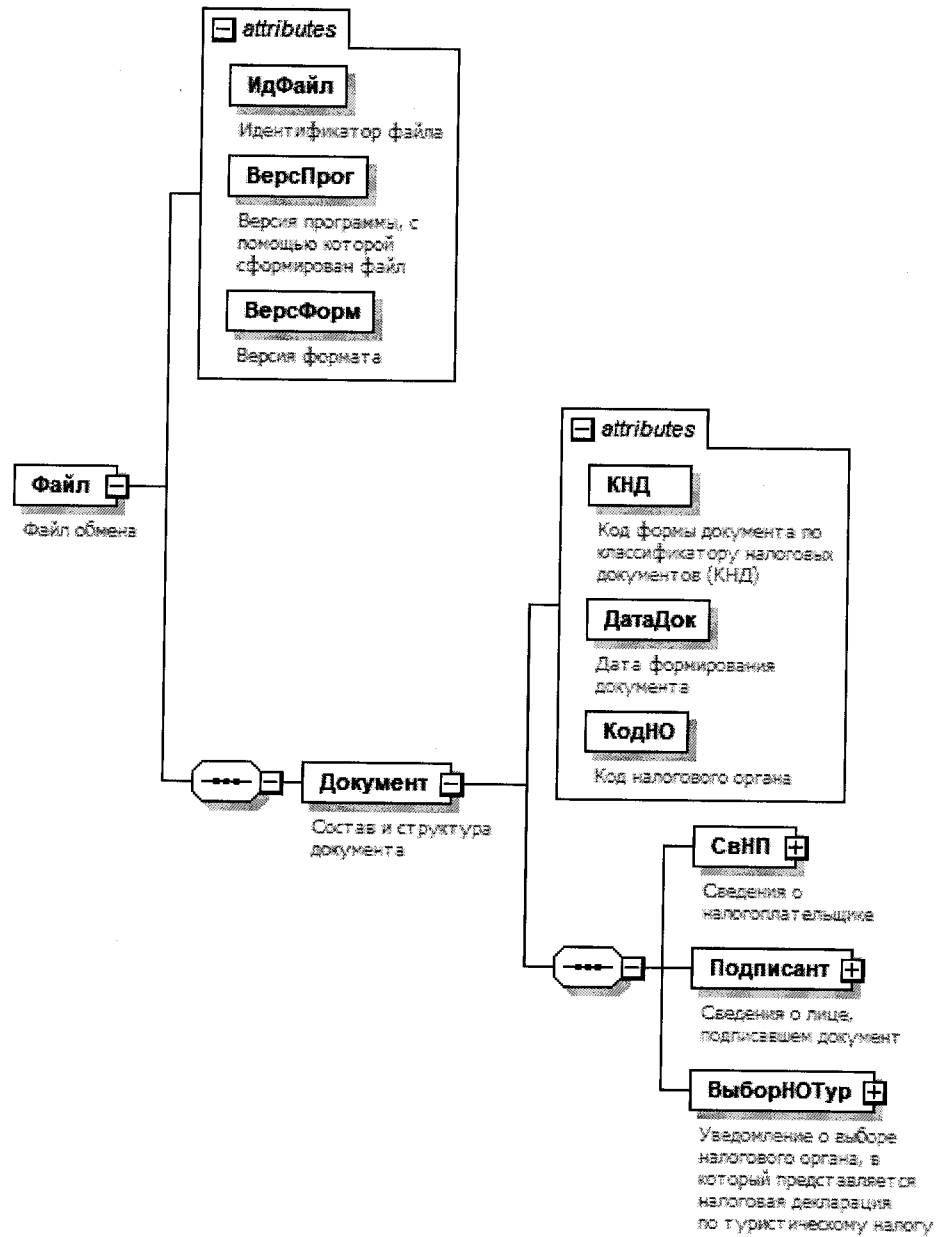 attributes
ИдФайл
Идентификатор файла
ВерсПрог
Версия программы, с
помощью которой
сформирован файл
ВерсФорм
Версия формата
Файл
Файл обмена
attributes
КНД
Код формы документа по
классификатору налоговых
документов (КНД)
ДатаДок
Дата формирования
документа
КодНО
Код налогового органа
Документ
Состав и структура
документа
СвНП
Сведения о
налогоплательщике
Подписант
Сведения о лице,
подписавшем документ
ВыборНОТур
Уведомление о выборе
налогового органа, в
который представляется
налоговая декларация
по туристическому налогу